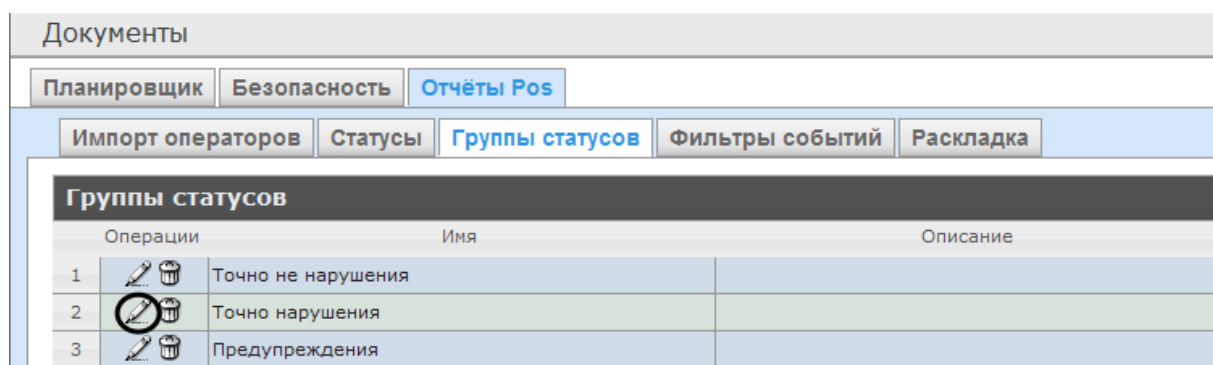 Документы
Планировщик Безопасность Отчёты Pos
Импорт операторов Статусы Группы статусов Фильтры событий Раскладка
Группы статусов
Операции Имя Описание
1 Точно не нарушения
2 Точно нарушения
3 Предупреждения